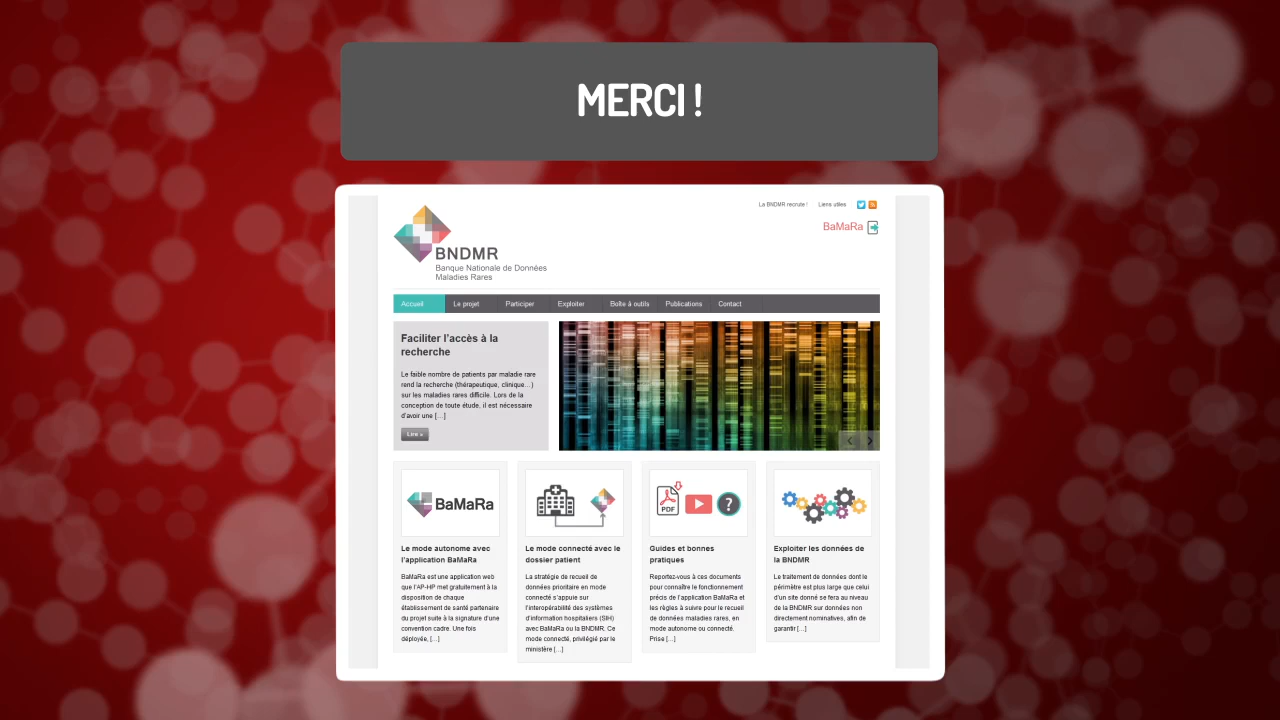 MERCI !
La BNDMR recrute !
Liens utiles
BaMaRa
BNDMR
Banque Nationale de Données
Maladies Rares
Accueil
Le projet
Participer
Exploiter
Boîte à outils
Publications
Contact
Faciliter l'accès à la
recherche
Le faible nombre de patients par maladie rare
rend la recherche (thérapeutique, clinique…)
sur les maladies rares difficile. Lors de la
conception de toute étude, il est nécessaire
d'avoir une […]
Lire »
BaMaRa
Le mode autonome avec
l'application BaMaRa
BaMaRa est une application web
que l'AP-HP met gratuitement à la
disposition de chaque
établissement de santé partenaire
du projet suite à la signature d'une
convention cadre. Une fois
déployée, […]
Le mode connecté avec le
dossier patient
La stratégie de recueil de
données prioritaire en mode
connecté s'appuie sur
l'interopérabilité des systèmes
d'information hospitaliers (SIH)
avec BaMaRa ou la BNDMR. Ce
mode connecté, privilégié par le
ministère […]
PDF
?
Guides et bonnes
pratiques
Reportez-vous à ces documents
pour connaître le fonctionnement
précis de l'application BaMaRa et
les règles à suivre pour le recueil
de données maladies rares, en
mode autonome ou connecté.
Prise […]
Exploiter les données de
la BNDMR
Le traitement de données dont le
périmètre est plus large que celui
d'un site donné se fera au niveau
de la BNDMR sur données non
directement nominatives, afin de
garantir […]